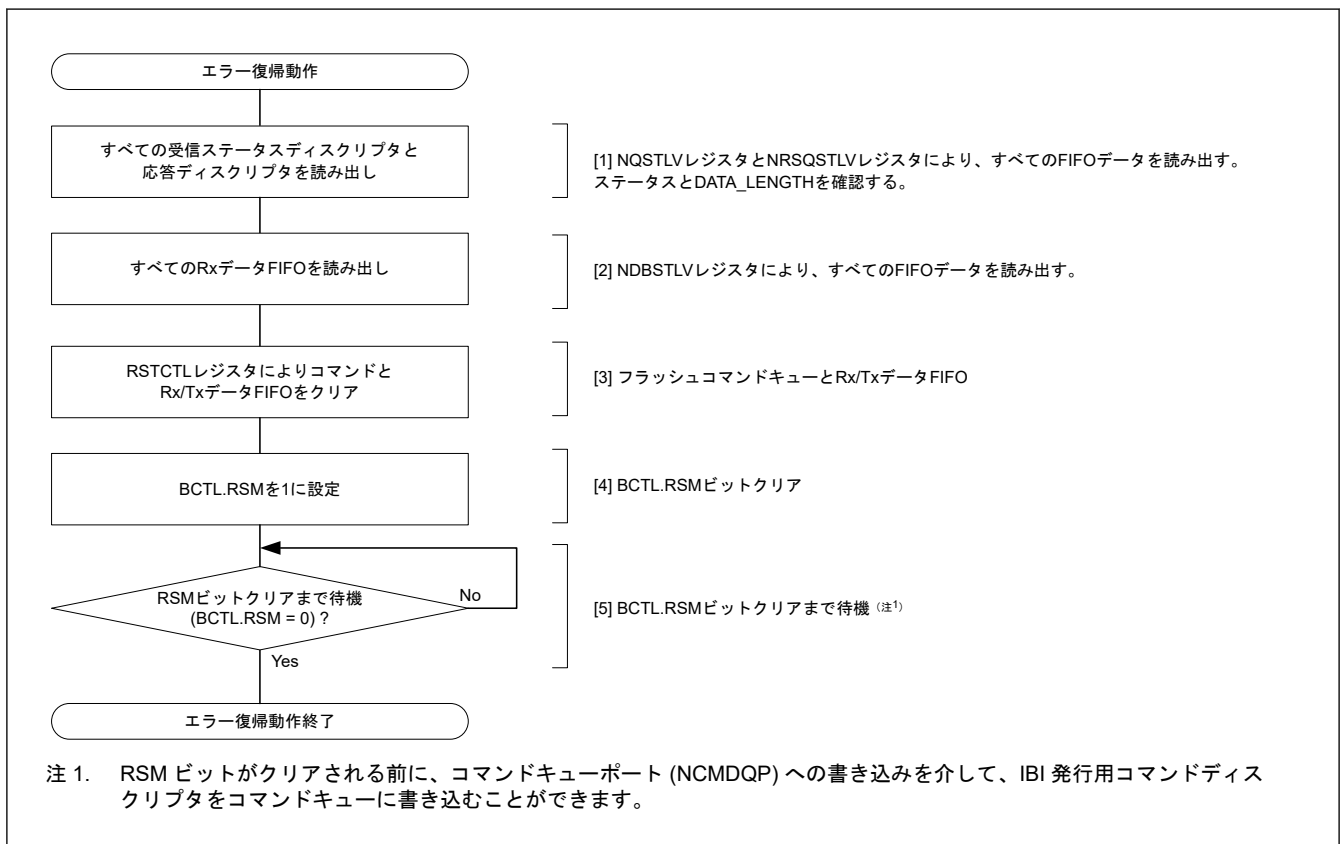 エラー復帰動作
すべての受信ステータスディスクリプタと
応答ディスクリプタを読み出し
[1] NQSTLVレジスタとNRSQSTLVレジスタにより、すべてのFIFOデータを読み出す。
ステータスとDATA_LENGTHを確認する。
すべてのRxデータFIFOを読み出し
[2] NDBSTLVレジスタにより、すべてのFIFOデータを読み出す。
RSTCTLレジスタによりコマンドと
Rx/TxデータFIFOをクリア
[3] フラッシュコマンドキューとRx/TxデータFIFO
BCTL.RSMを1に設定
[4] BCTL.RSMビットクリア
RSMビットクリアまで待機
(BCTL.RSM = 0) ?
No
[5] BCTL.RSMビットクリアまで待機（注1）
Yes
エラー復帰動作終了
注 1. RSM ビットがクリアされる前に、コマンドキューポート (NCMDQP) への書き込みを介して、IBI 発行用コマンドディス
クリプタをコマンドキューに書き込むことができます。